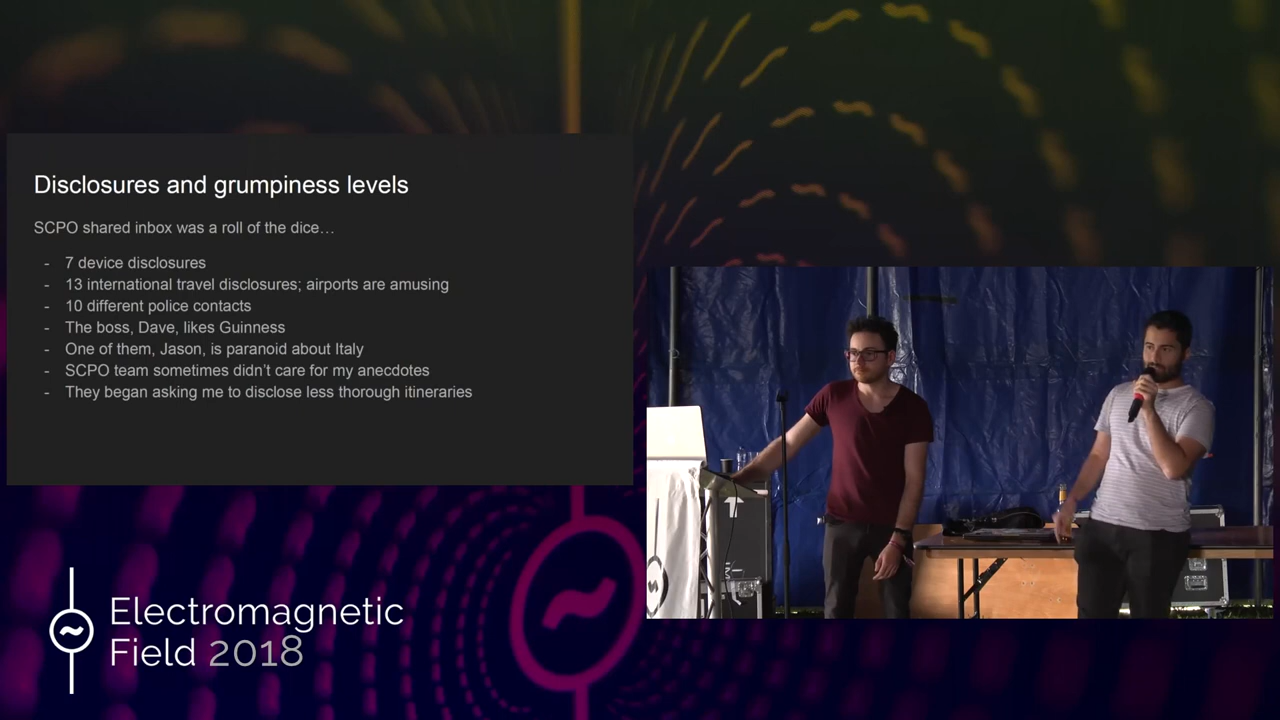 Disclosures and grumpiness levels
SCPO shared inbox was a roll of the dice…
- 7 device disclosures
- 13 international travel disclosures; airports are amusing
- 10 different police contacts
- The boss, Dave, likes Guinness
- One of them, Jason, is paranoid about Italy
- SCPO team sometimes didn’t care for my anecdotes
- They began asking me to disclose less thorough itineraries
Electromagnetic
Field 2018